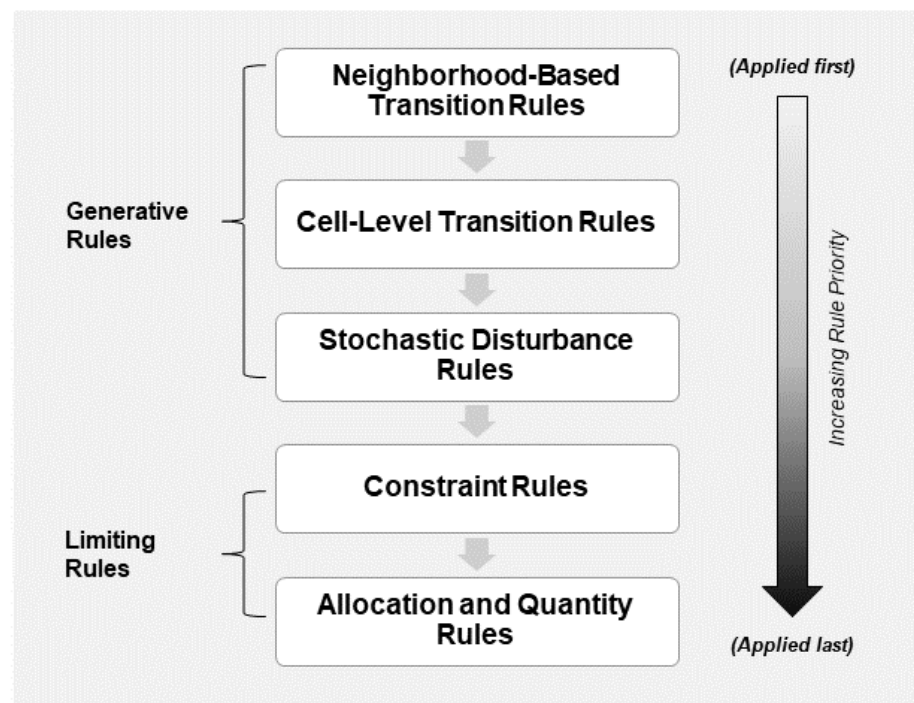 Neighborhood-Based
Transition Rules
(Applied first)
Generative
Rules
Cell-Level Transition Rules
Increasing Rule Priority
Stochastic Disturbance
Rules
Constraint Rules
Limiting
Rules
Allocation and Quantity
Rules
(Applied last)